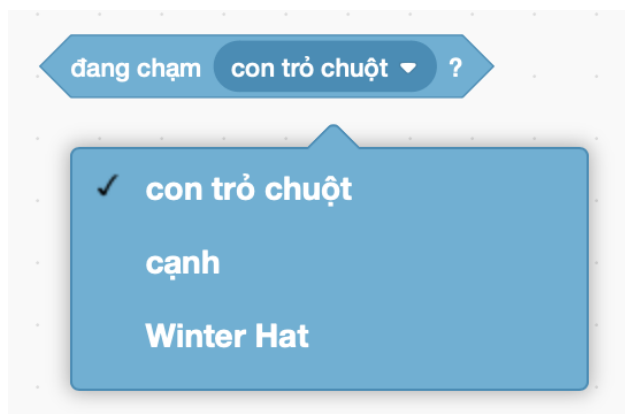 đang chạm con trỏ chuột ?
con trỏ chuột
cạnh
Winter Hat